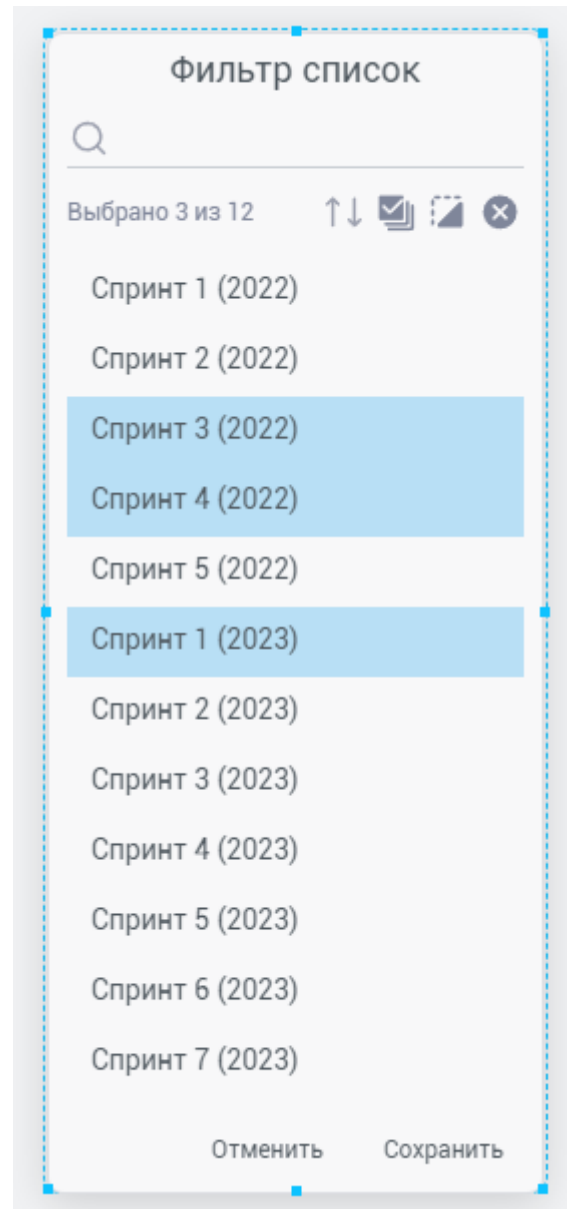 Фильтр список
Выбрано 3 из 12
Спринт 1 (2022)
Спринт 2 (2022)
Спринт 3 (2022)
Спринт 4 (2022)
Спринт 5 (2022)
Спринт 1 (2023)
Спринт 2 (2023)
Спринт 3 (2023)
Спринт 4 (2023)
Спринт 5 (2023)
Спринт 6 (2023)
Спринт 7 (2023)
Отменить Сохранить